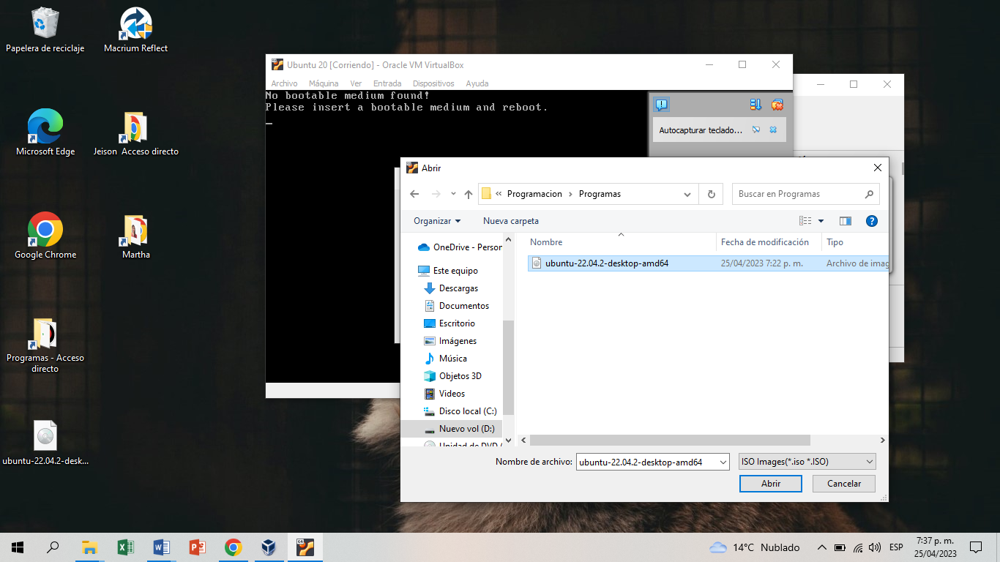 Papelera de reciclaje
Macrium Reflect
Microsoft Edge
Jeison Acceso directo
Google Chrome
Martha
Programas - Acceso
directo
ubuntu-22.04.2-desk...
Ubuntu 20 [Corriendo] - Oracle VM VirtualBox
Archivo Máquina Ver Entrada Dispositivos Ayuda
No bootable medium found!
Please insert a bootable medium and reboot.
Autocapturar teclado...
Abrir
« Programacion › Programas
Buscar en Programas
Organizar
Nueva carpeta
OneDrive - Person
Este equipo
Descargas
Documentos
Escritorio
Imágenes
Música
Objetos 3D
Videos
Disco local (C:)
Nuevo vol (D:)
Unidad de DVD (
Nombre Fecha de modificación Tipo
ubuntu-22.04.2-desktop-amd64 25/04/2023 7:22 p. m. Archivo de imag
Nombre de archivo: ubuntu-22.04.2-desktop-amd64
ISO Images(*.iso *.ISO)
Abrir
Cancelar
14°C Nublado
ESP
7:37 p. m.
25/04/2023